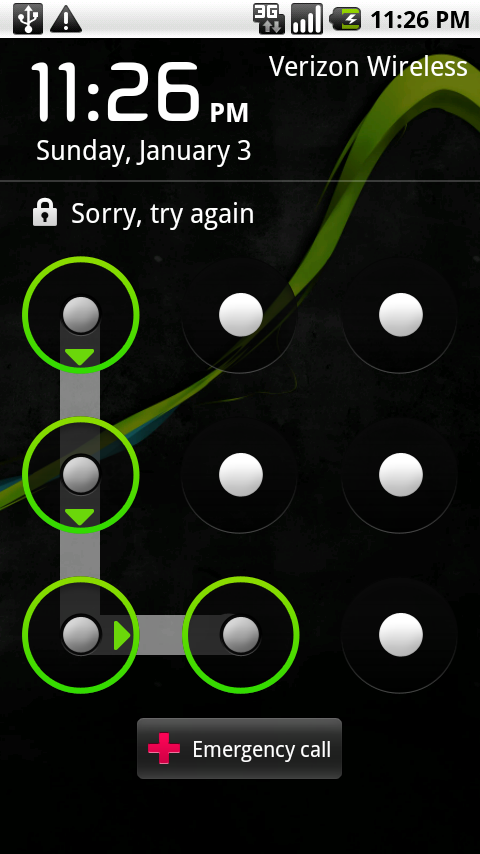 3G 11:26 PM
Verizon Wireless
11:26 PM
Sunday, January 3
Sorry, try again
Emergency call